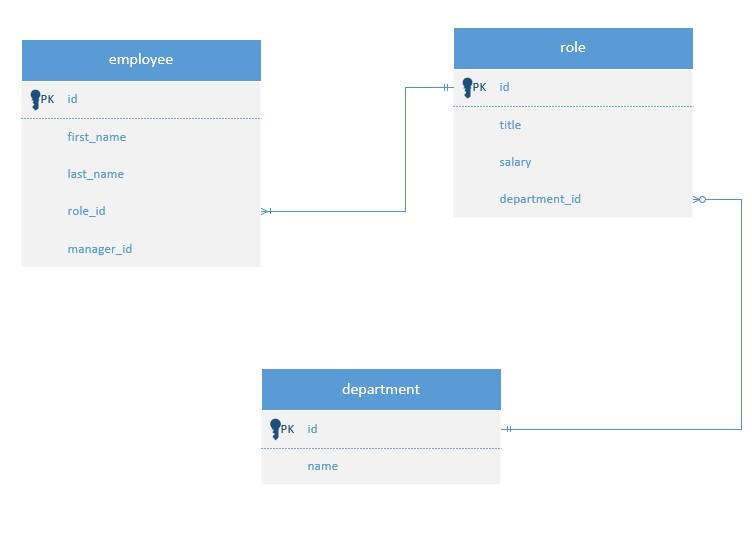 employee
PK id
first_name
last_name
role_id
manager_id
role
PK id
title
salary
department_id
department
PK id
name